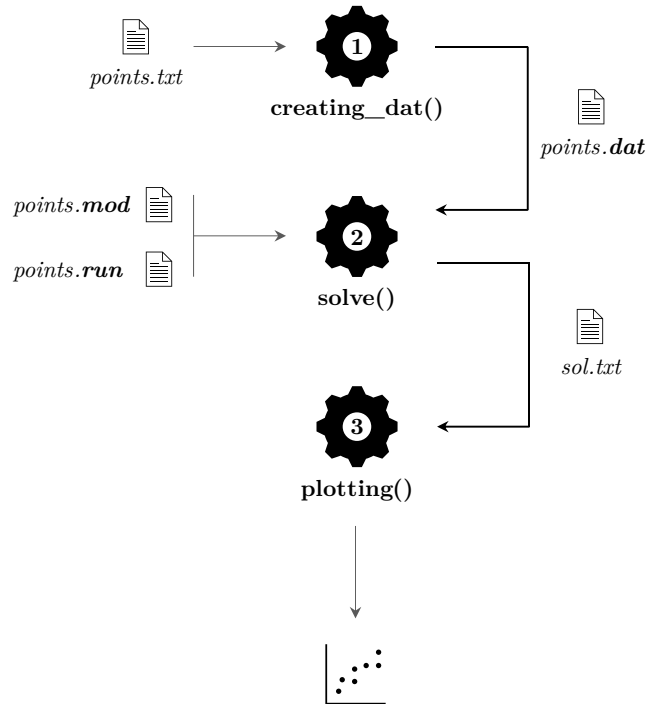 1
points.txt
creating_dat()
points.dat
points.mod
2
points.run
solve()
sol.txt
3
plotting()